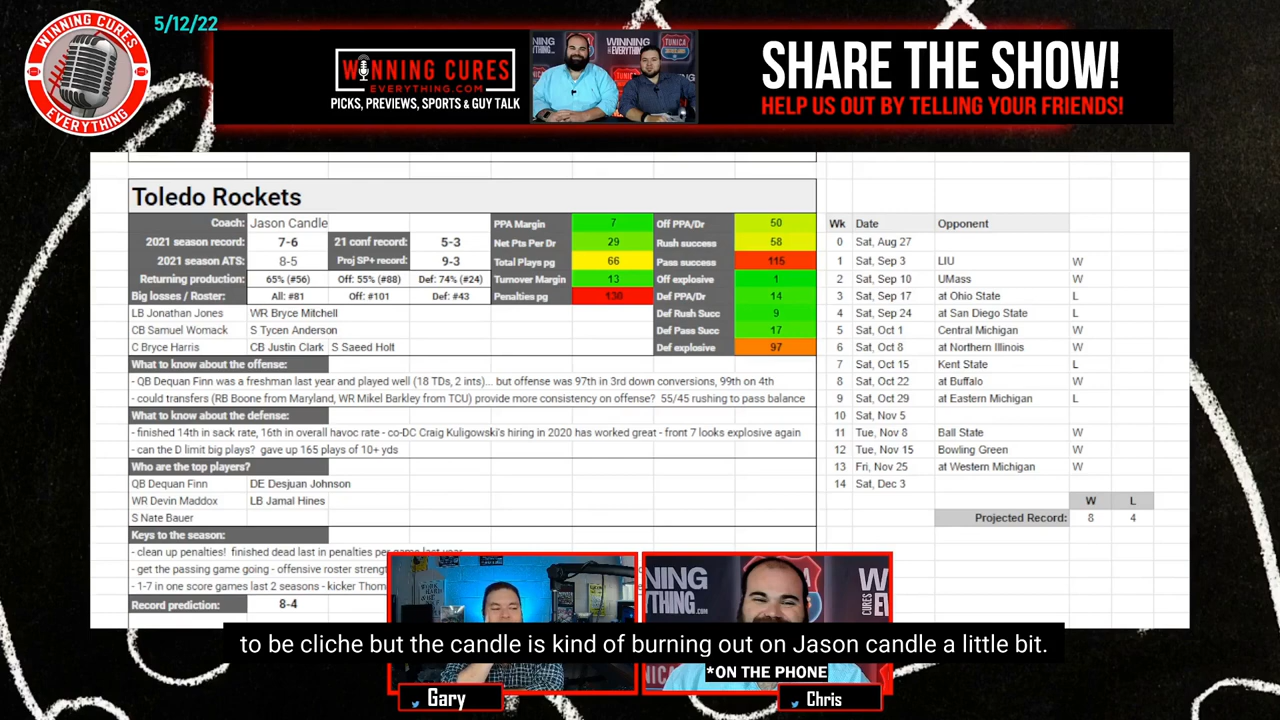 5/12/22
WINNING CURES
EVERYTHING
WINNING CURES
EVERYTHING.COM
PICKS, PREVIEWS, SPORTS & GUY TALK
SHARE THE SHOW!
HELP US OUT BY TELLING YOUR FRIENDS!
Toledo Rockets
Coach: Jason Candle PPA Margin 7 Off PPA/Dr 50
2021 season record: 7-6 21 conf record: 5-3 Net Pts Per Dr 29 Rush success 58
2021 season ATS: 8-5 Proj SP+ record: 9-3 Total Plays pg 66 Pass success 115
Returning production: 65% (#56) Off: 55% (#88) Def: 74% (#24) Turnover Margin 13 Off explosive 1
Big losses / Roster: All: #81 Off: #101 Def: #43 Penalties pg 130 Def PPA/Dr 14
LB Jonathan Jones WR Bryce Mitchell Def Rush Succ 9
CB Samuel Womack S Tycen Anderson Def Pass Succ 17
C Bryce Harris CB Justin Clark S Saeed Holt Def explosive 97
What to know about the offense:
- QB Dequan Finn was a freshman last year and played well (18 TDs, 2 ints)... but offense was 97th in 3rd down conversions, 99th on 4th
- could transfers (RB Boone from Maryland, WR Mikel Barkley from TCU) provide more consistency on offense? 55/45 rushing to pass balance
What to know about the defense:
- finished 14th in sack rate, 16th in overall havoc rate - co-DC Craig Kuligowski's hiring in 2020 has worked great - front 7 looks explosive again
- can the D limit big plays? gave up 165 plays of 10+ yds
Who are the top players?
QB Dequan Finn DE Desjuan Johnson
WR Devin Maddox LB Jamal Hines
S Nate Bauer
Keys to the season:
- clean up penalties! finished dead last in penalties per game last year
- get the passing game going - offensive roster strengt
- 1-7 in one score games last 2 seasons - kicker Thom
Record prediction: 8-4
Wk Date Opponent
0 Sat, Aug 27
1 Sat, Sep 3 LIU W
2 Sat, Sep 10 UMass W
3 Sat, Sep 17 at Ohio State L
4 Sat, Sep 24 at San Diego State L
5 Sat, Oct 1 Central Michigan W
6 Sat, Oct 8 at Northern Illinois W
7 Sat, Oct 15 Kent State L
8 Sat, Oct 22 at Buffalo W
9 Sat, Oct 29 at Eastern Michigan L
10 Sat, Nov 5
11 Tue, Nov 8 Ball State W
12 Tue, Nov 15 Bowling Green W
13 Fri, Nov 25 at Western Michigan W
14 Sat, Dec 3
W L
Projected Record: 8 4
to be cliche but the candle is kind of burning out on Jason candle a little bit.
*ON THE PHONE
Gary
Chris